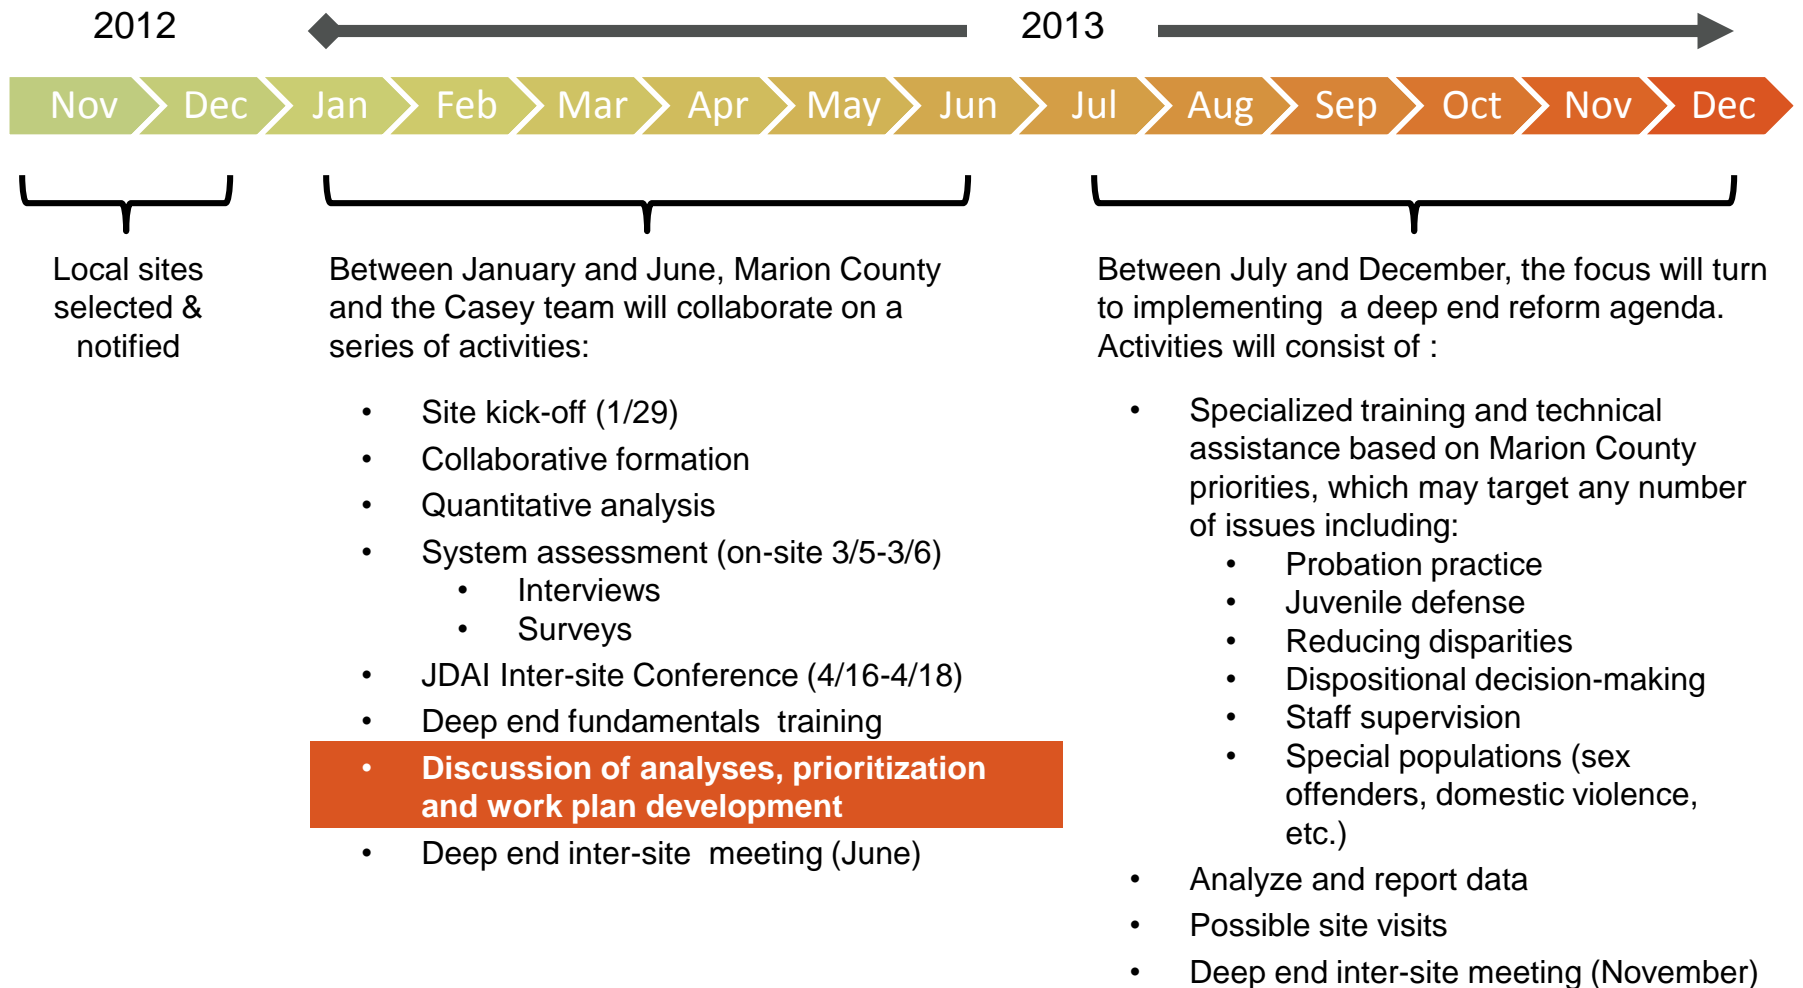 2012
2013
Nov Dec Jan Feb Mar Apr May Jun Jul Aug Sep Oct Nov Dec
Local sites
selected &
notified
Between January and June, Marion County
and the Casey team will collaborate on a
series of activities:
• Site kick-off (1/29)
• Collaborative formation
• Quantitative analysis
• System assessment (on-site 3/5-3/6)
• Interviews
• Surveys
• JDAI Inter-site Conference (4/16-4/18)
• Deep end fundamentals training
• Discussion of analyses, prioritization
and work plan development
• Deep end inter-site meeting (June)
Between July and December, the focus will turn
to implementing a deep end reform agenda.
Activities will consist of :
• Specialized training and technical
assistance based on Marion County
priorities, which may target any number
of issues including:
• Probation practice
• Juvenile defense
• Reducing disparities
• Dispositional decision-making
• Staff supervision
• Special populations (sex
offenders, domestic violence,
etc.)
• Analyze and report data
• Possible site visits
• Deep end inter-site meeting (November)